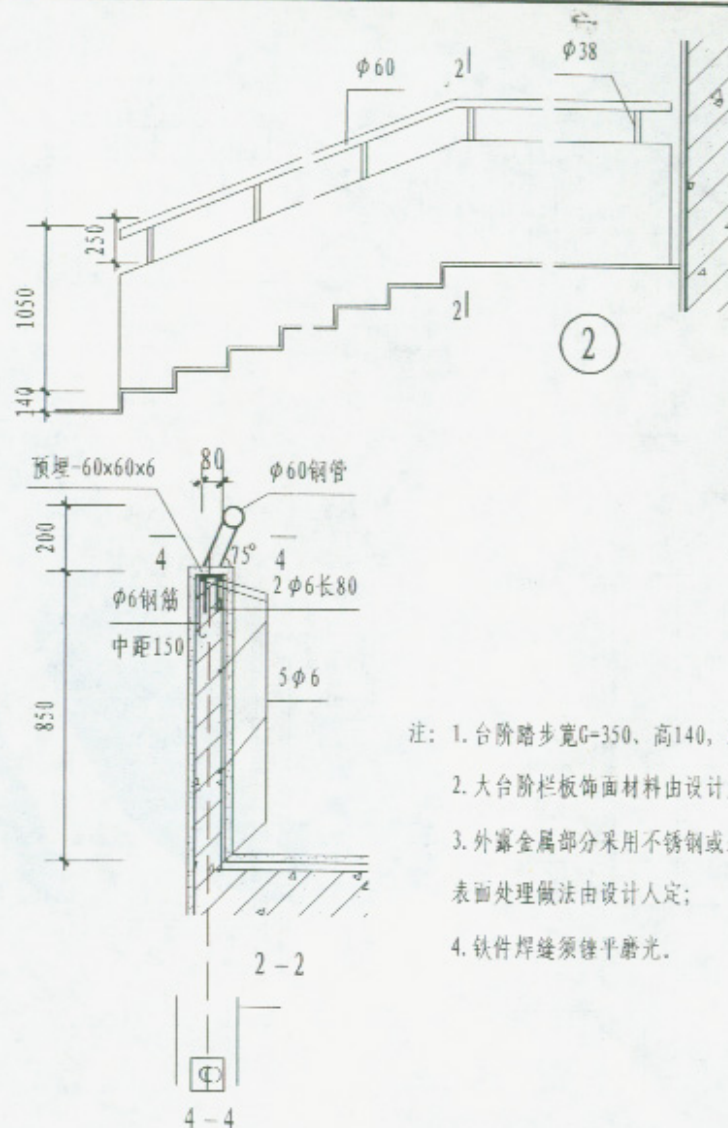 φ60
2
φ38
250
1050
140
2
2
预埋-60x60x6
80
φ60钢管
200
4
75°
4
φ6钢筋
2φ6长80
中距150
5φ6
850
注: 1.台阶踏步宽G=350、高140,
2.大台阶栏板饰面材料由设计
3.外露金属部分采用不锈钢或
表面处理做法由设计人定;
4.铁件焊缝须锉平磨光.
2-2
4-4